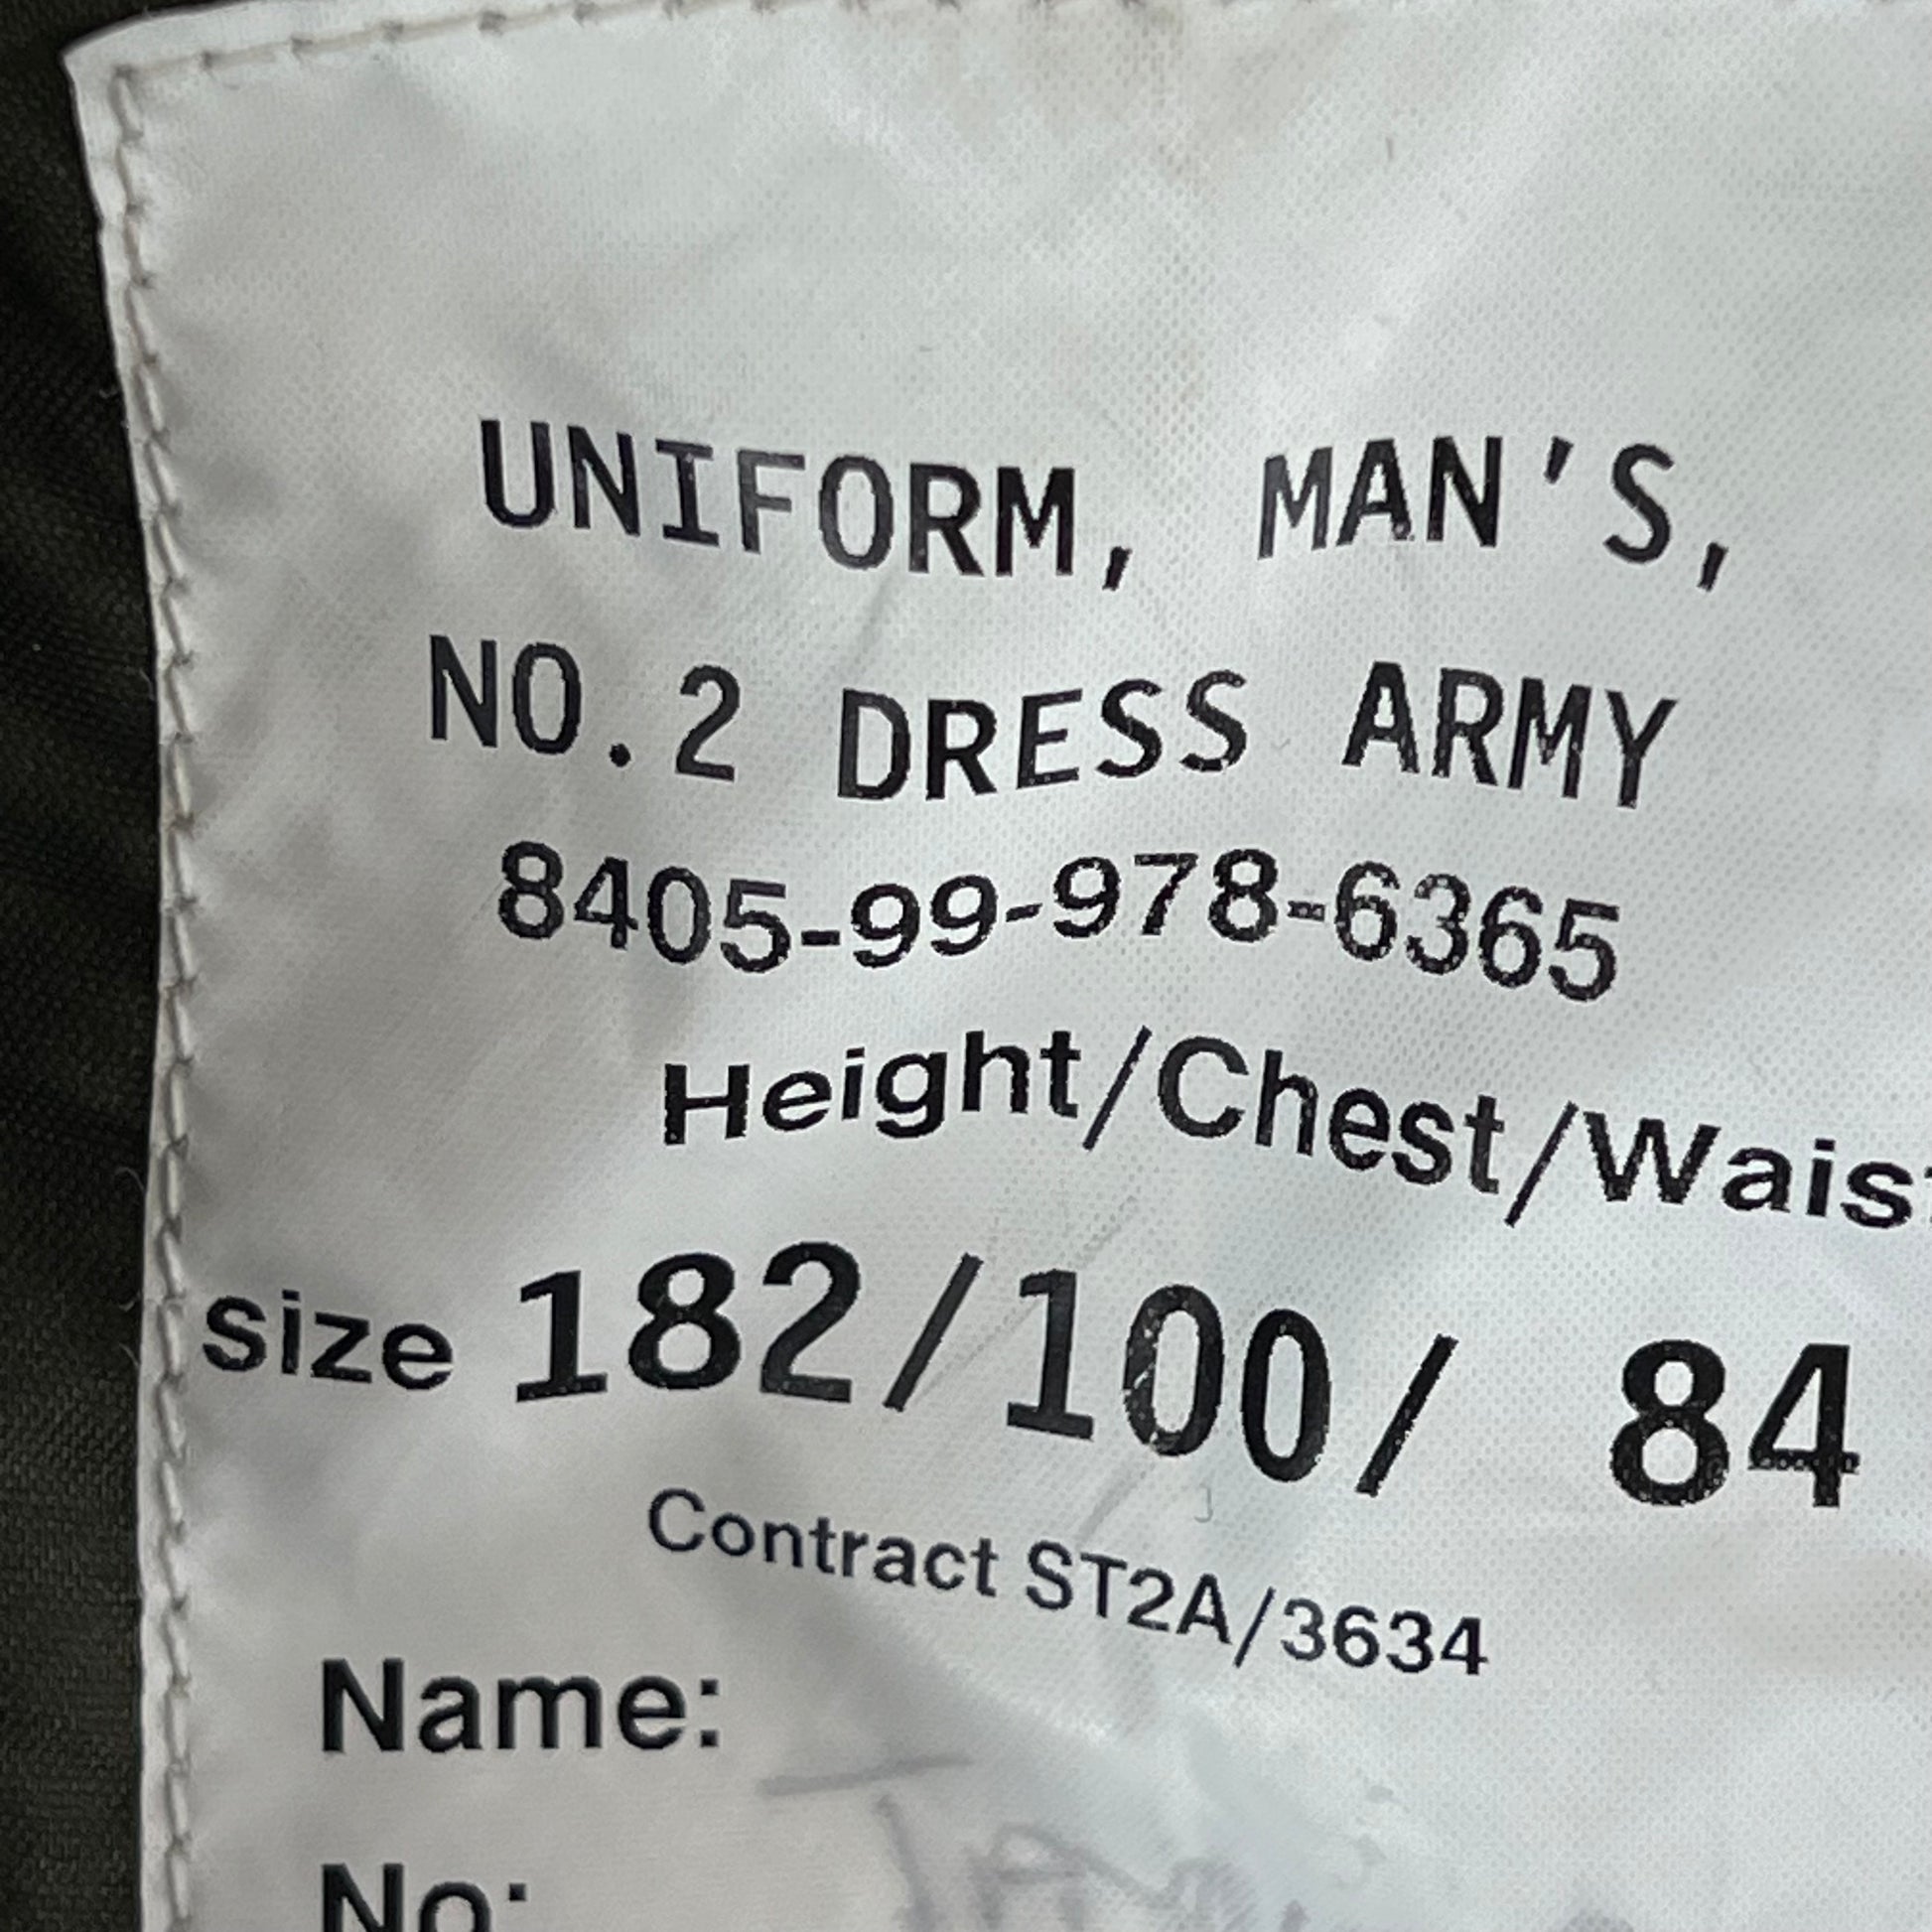 UNIFORM, MAN'S,
NO.2 DRESS ARMY
8405-99-978-6365
Height/Chest/Wais
size 182/100/ 84
Contract ST2A/3634
Name:
No: